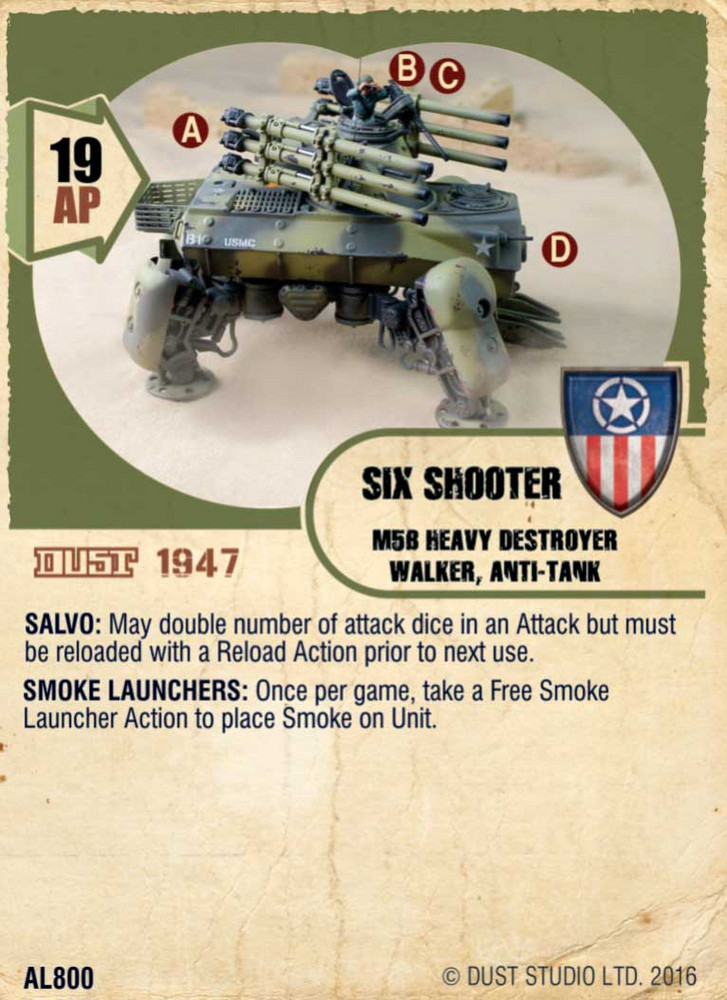 B C
A
19
AP
B1
USMC
D
SIX SHOOTER
M5B HEAVY DESTROYER
WALKER, ANTI-TANK
DUST 1947
SALVO: May double number of attack dice in an Attack but must
be reloaded with a Reload Action prior to next use.
SMOKE LAUNCHERS: Once per game, take a Free Smoke
Launcher Action to place Smoke on Unit.
AL800
© DUST STUDIO LTD. 2016